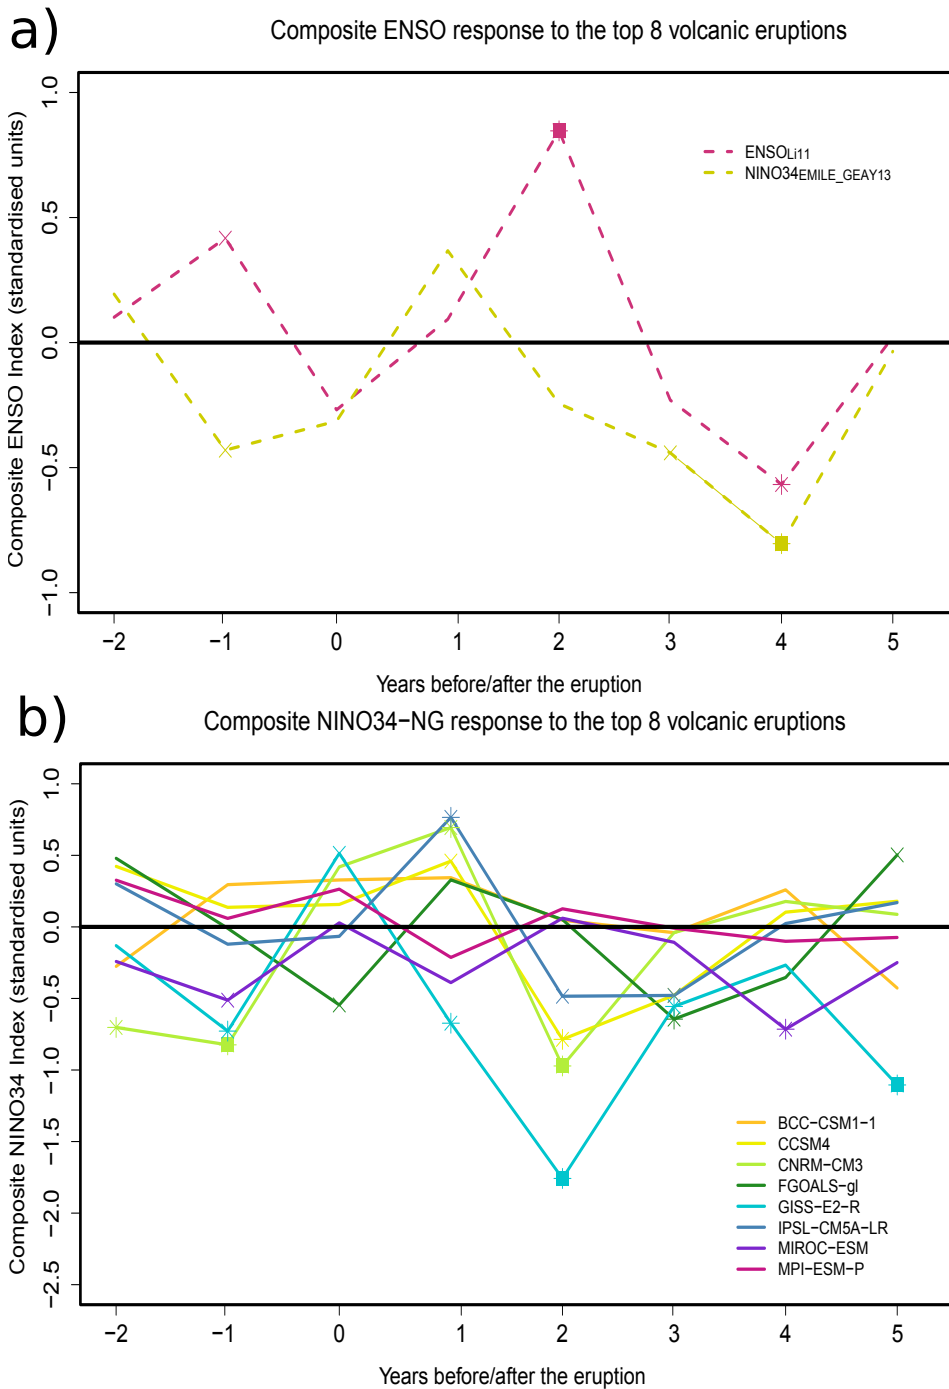 a)
Composite ENSO response to the top 8 volcanic eruptions
Composite ENSO Index (standardised units)
1.0
0.5
0.0
−0.5
−1.0
ENSOLi11
NINO34EMILE_GEAY13
−2 −1 0 1 2 3 4 5
Years before/after the eruption
b)
Composite NINO34−NG response to the top 8 volcanic eruptions
Composite NINO34 Index (standardised units)
1.0
0.5
0.0
−0.5
−1.0
−1.5
−2.0
−2.5
BCC−CSM1−1
CCSM4
CNRM−CM3
FGOALS−gl
GISS−E2−R
IPSL−CM5A−LR
MIROC−ESM
MPI−ESM−P
−2 −1 0 1 2 3 4 5
Years before/after the eruption